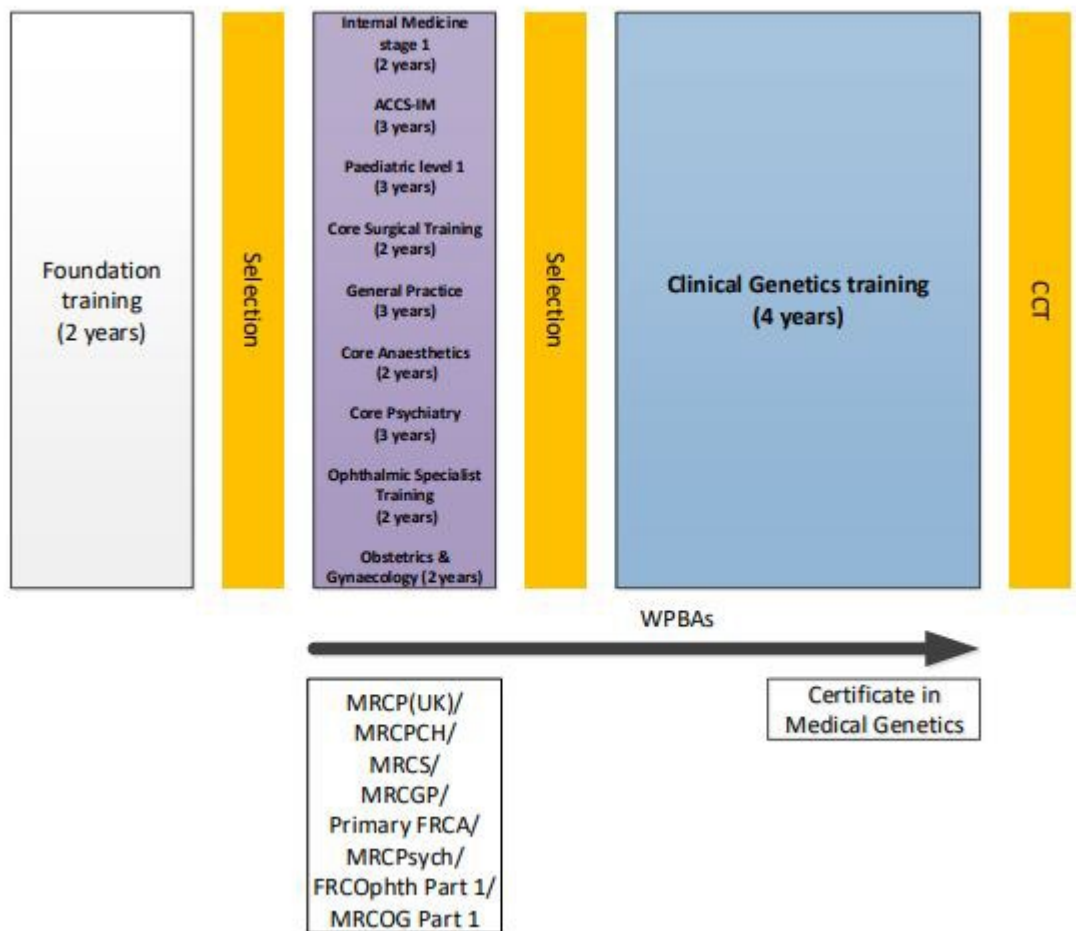 Foundation
training
(2 years)
Selection
Internal Medicine
stage 1
(2 years)
ACCS-IM
(3 years)
Paediatric level 1
(3 years)
Core Surgical Training
(2 years)
General Practice
(3 years)
Core Anaesthetics
(2 years)
Core Psychiatry
(3 years)
Ophthalmic Specialist
Training
(2 years)
Obstetrics &
Gynaecology (2 years)
Selection
Clinical Genetics training
(4 years)
CCT
WPBAs
MRCP(UK)/
MRCPCH/
MRCS/
MRCGP/
Primary FRCA/
MRCPsych/
FRCOphth Part 1/
MRCOG Part 1
Certificate in
Medical Genetics